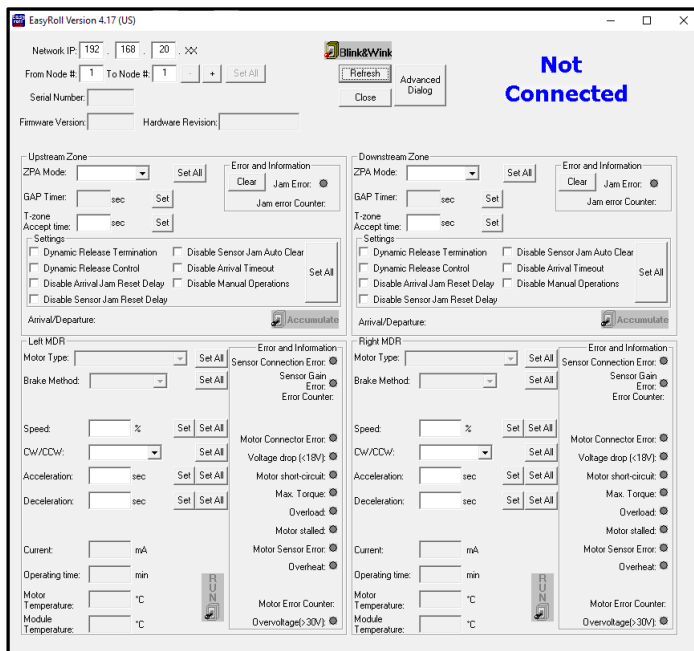 EasyRoll Version 4.17 (US)
Network IP: 192 . 168 . 20 . XX
Blink&Wink
From Node #: 1 To Node #: 1 - + Set All
Refresh
Advanced Dialog
Close
Not
Connected
Serial Number:
Firmware Version: Hardware Revision:
Upstream Zone
ZPA Mode: Set All
Error and Information
Clear Jam Error:
GAP Timer: sec Set
Jam error Counter:
T-zone
Accept time: sec Set
Settings
Dynamic Release Termination Disable Sensor Jam Auto Clear
Dynamic Release Control Disable Arrival Timeout
Set All
Disable Arrival Jam Reset Delay Disable Manual Operations
Disable Sensor Jam Reset Delay
Arrival/Departure: Accumulate
Downstream Zone
ZPA Mode: Set All
Error and Information
Clear Jam Error:
GAP Timer: sec Set
Jam error Counter:
T-zone
Accept time: sec Set
Settings
Dynamic Release Termination Disable Sensor Jam Auto Clear
Dynamic Release Control Disable Arrival Timeout
Set All
Disable Arrival Jam Reset Delay Disable Manual Operations
Disable Sensor Jam Reset Delay
Arrival/Departure: Accumulate
Left MDR
Motor Type: Set All
Brake Method: Set All
Speed: % Set Set All
CW/CCW: Set All
Acceleration: sec Set Set All
Deceleration: sec Set Set All
Current: mA
Operating time: min
Motor
Temperature: °C
Module
Temperature: °C
RUN
Error and Information
Sensor Connection Error:
Sensor Gain
Error:
Error Counter:
Motor Connector Error:
Voltage drop (<18V):
Motor short-circuit:
Max. Torque:
Overload:
Motor stalled:
Motor Sensor Error:
Overheat:
Motor Error Counter:
Overvoltage(>30V):
Right MDR
Motor Type: Set All
Brake Method: Set All
Speed: % Set Set All
CW/CCW: Set All
Acceleration: sec Set Set All
Deceleration: sec Set Set All
Current: mA
Operating time: min
Motor
Temperature: °C
Module
Temperature: °C
RUN
Error and Information
Sensor Connection Error:
Sensor Gain
Error:
Error Counter:
Motor Connector Error:
Voltage drop (<18V):
Motor short-circuit:
Max. Torque:
Overload:
Motor stalled:
Motor Sensor Error:
Overheat:
Motor Error Counter:
Overvoltage(>30V):